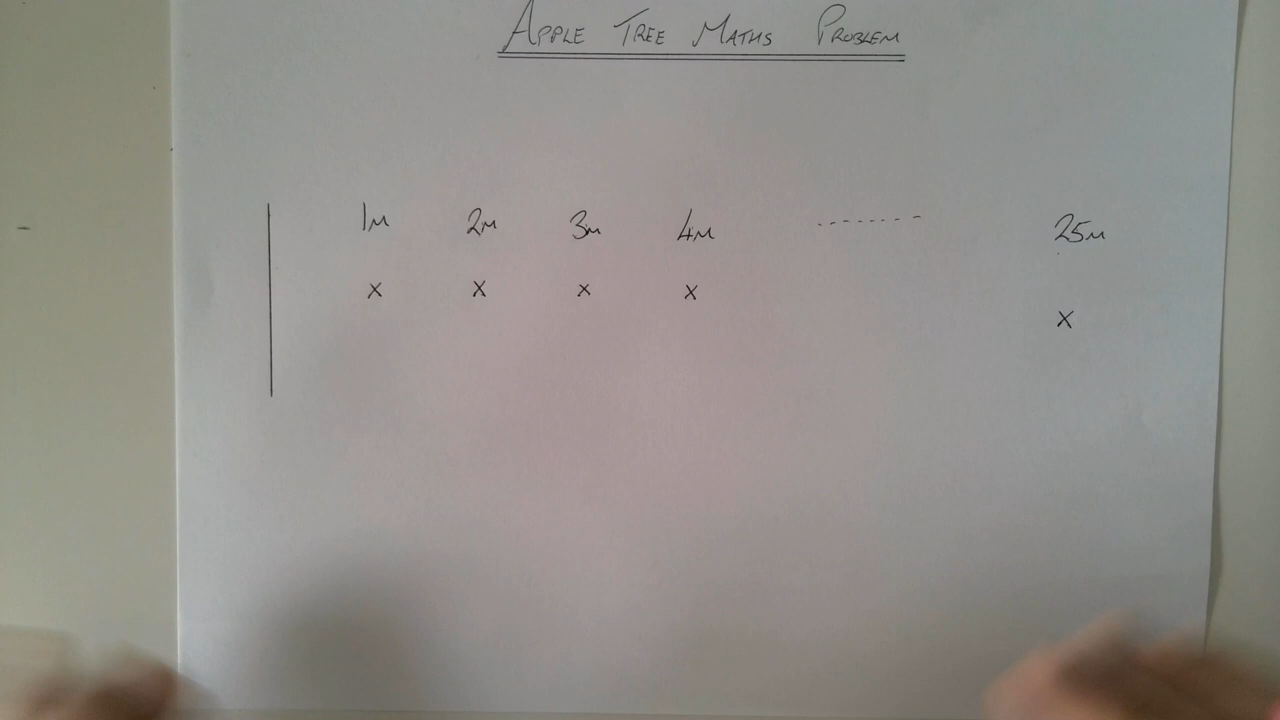 APPLE TREE MATHS PROBLEM
1M 2M 3M 4M ------- 25M
X X X X X